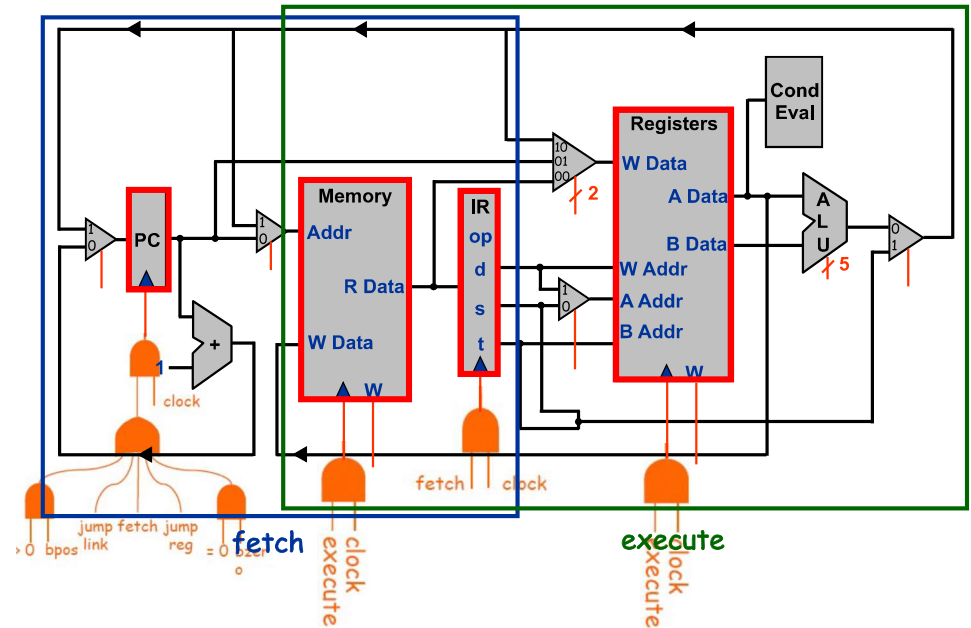 Cond
Eval
Registers
10
01
00
W Data
2
Memory
IR
A Data
A
L
U
1
0
PC
1
0
Addr
op
B Data
0
1
d
W Addr
5
R Data
1
0
s
A Addr
B Addr
+
W Data
t
1
W
W
clock
fetch
clock
jump fetch jump
link
reg
> 0 bpos
= 0 bzer
o
fetch
execute
clock
execute
clock
execute